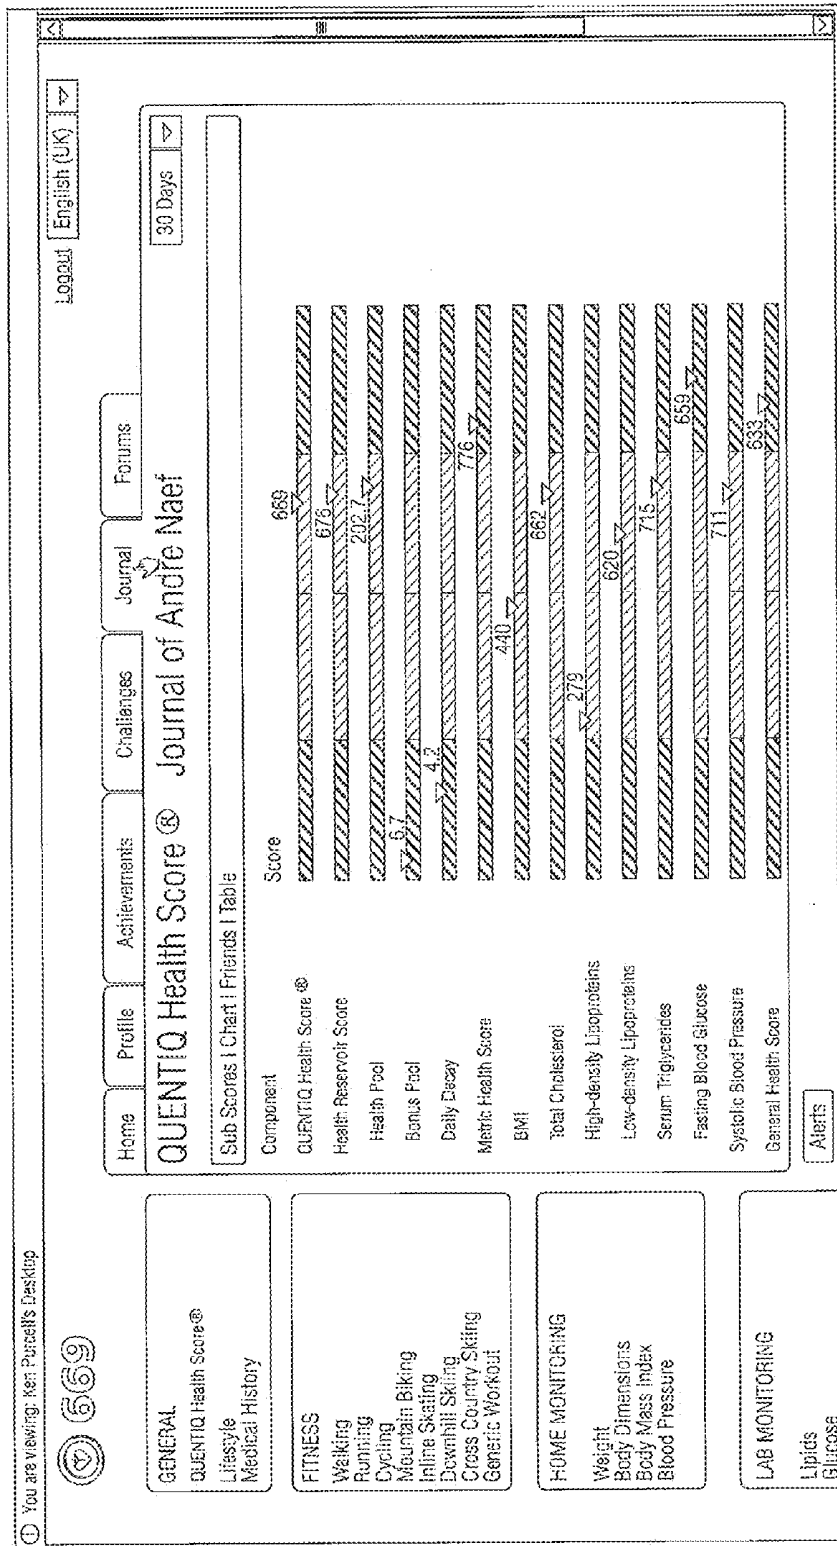 You are viewing: Ken Purcell's Desktop
669
Logout English (UK)
Home Profile Achievements Challenges Journal Forums
QUENTIQ Health Score ® Journal of Andre Naef
30 Days
Sub Scores | Chart | Friends | Table
Component Score
QUENTIQ Health Score ® 669
Health Reservoir Score 676
Health Pool 202.7
Bonus Pool 6.7
Daily Decay 4.2
Metric Health Score 776
BMI 440
Total Cholesterol 662
High-density Lipoproteins 279
Low-density Lipoproteins 620
Serum Triglycerides 715
Fasting Blood Glucose 659
Systolic Blood Pressure 711
General Health Score 633
Alerts
GENERAL
QUENTIQ Health Score®
Lifestyle
Medical History
FITNESS
Walking
Running
Cycling
Mountain Biking
Inline Skating
Downhill Skiing
Cross Country Skiing
Generic Workout
HOME MONITORING
Weight
Body Dimensions
Body Mass Index
Blood Pressure
LAB MONITORING
Lipids
Glucose